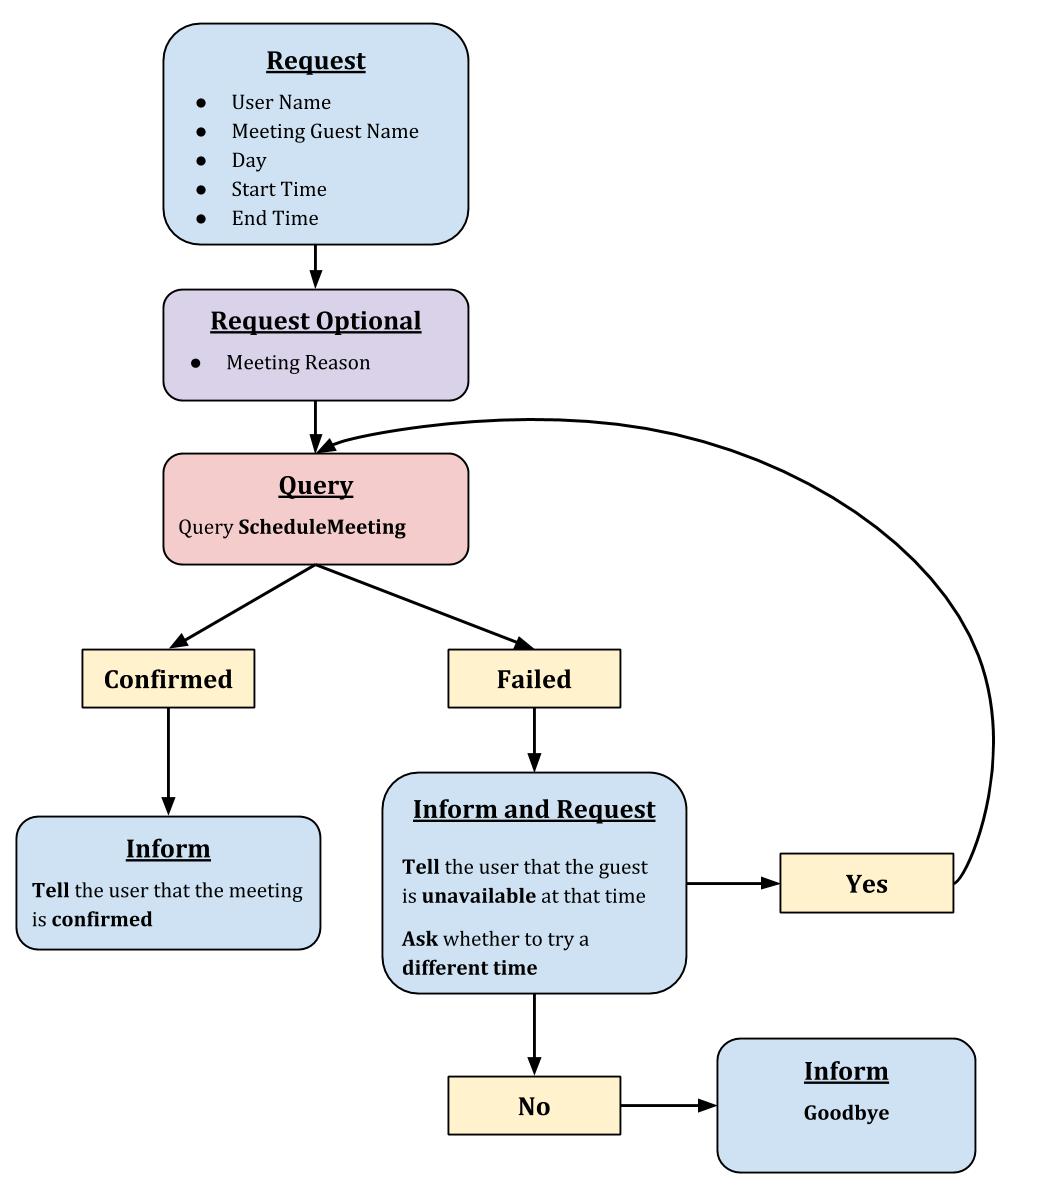 Request
● User Name
● Meeting Guest Name
● Day
● Start Time
● End Time
Request Optional
● Meeting Reason
Query
Query ScheduleMeeting
Confirmed
Failed
Inform
Tell the user that the meeting
is confirmed
Inform and Request
Tell the user that the guest
is unavailable at that time
Ask whether to try a
different time
Yes
No
Inform
Goodbye